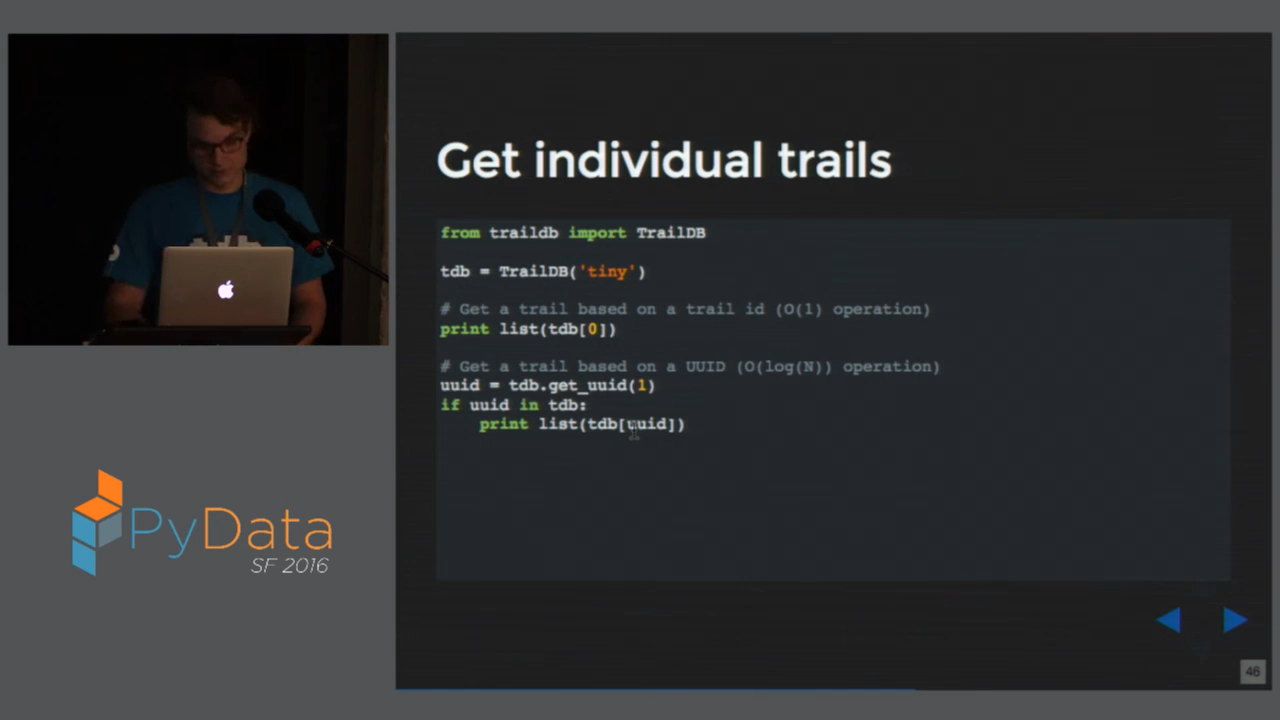 Get individual trails
from traildb import TrailDB
tdb = TrailDB('tiny')
# Get a trail based on a trail id (O(1) operation)
print list(tdb[0])
# Get a trail based on a UUID (O(log(N)) operation)
uuid = tdb.get_uuid(1)
if uuid in tdb:
    print list(tdb[uuid])
PyData
SF 2016
46